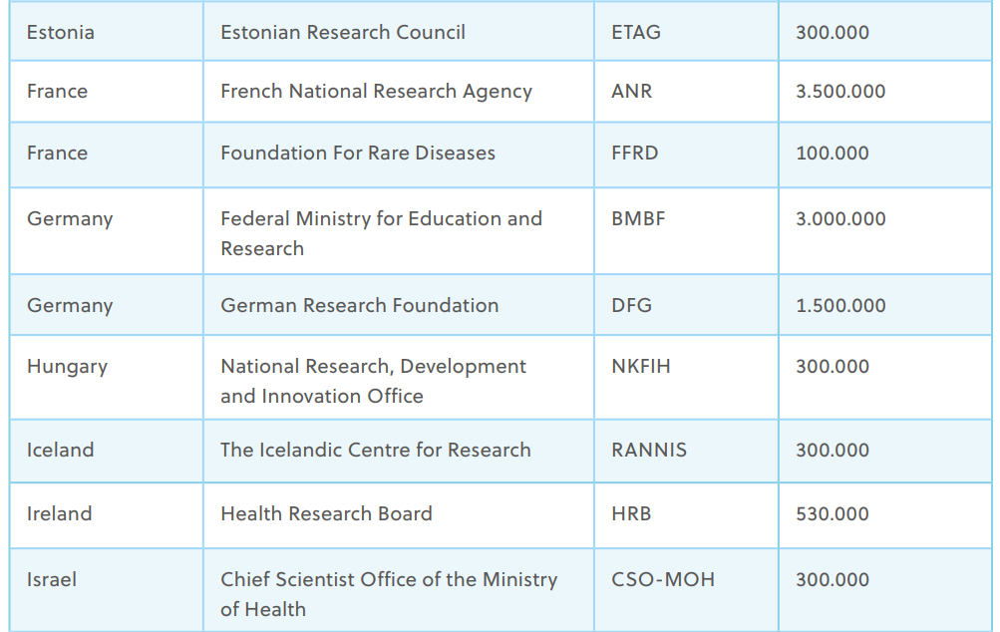 Estonia Estonian Research Council ETAG 300.000
France French National Research Agency ANR 3.500.000
France Foundation For Rare Diseases FFRD 100.000
Germany Federal Ministry for Education and BMBF 3.000.000
Research
Germany German Research Foundation DFG 1.500.000
Hungary National Research, Development NKFIH 300.000
and Innovation Office
Iceland The Icelandic Centre for Research RANNIS 300.000
Ireland Health Research Board HRB 530.000
Israel Chief Scientist Office of the Ministry CSO-MOH 300.000
of Health